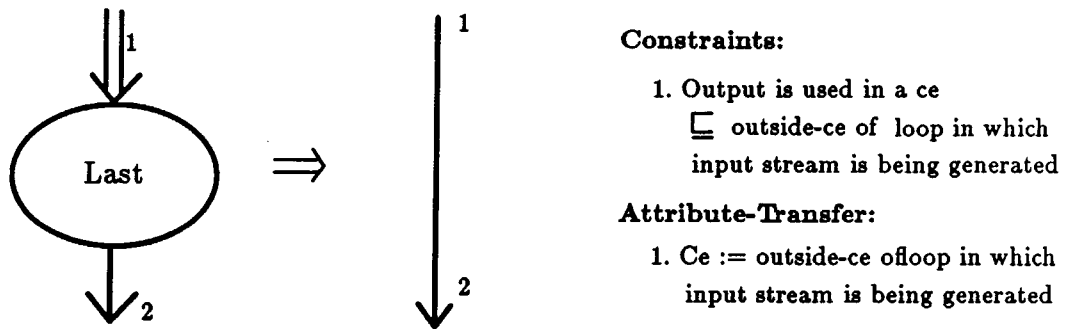 1
Last
2
1
2
Constraints:
1. Output is used in a ce
⊑ outside-ce of loop in which
input stream is being generated
Attribute-Transfer:
1. Ce := outside-ce ofloop in which
input stream is being generated